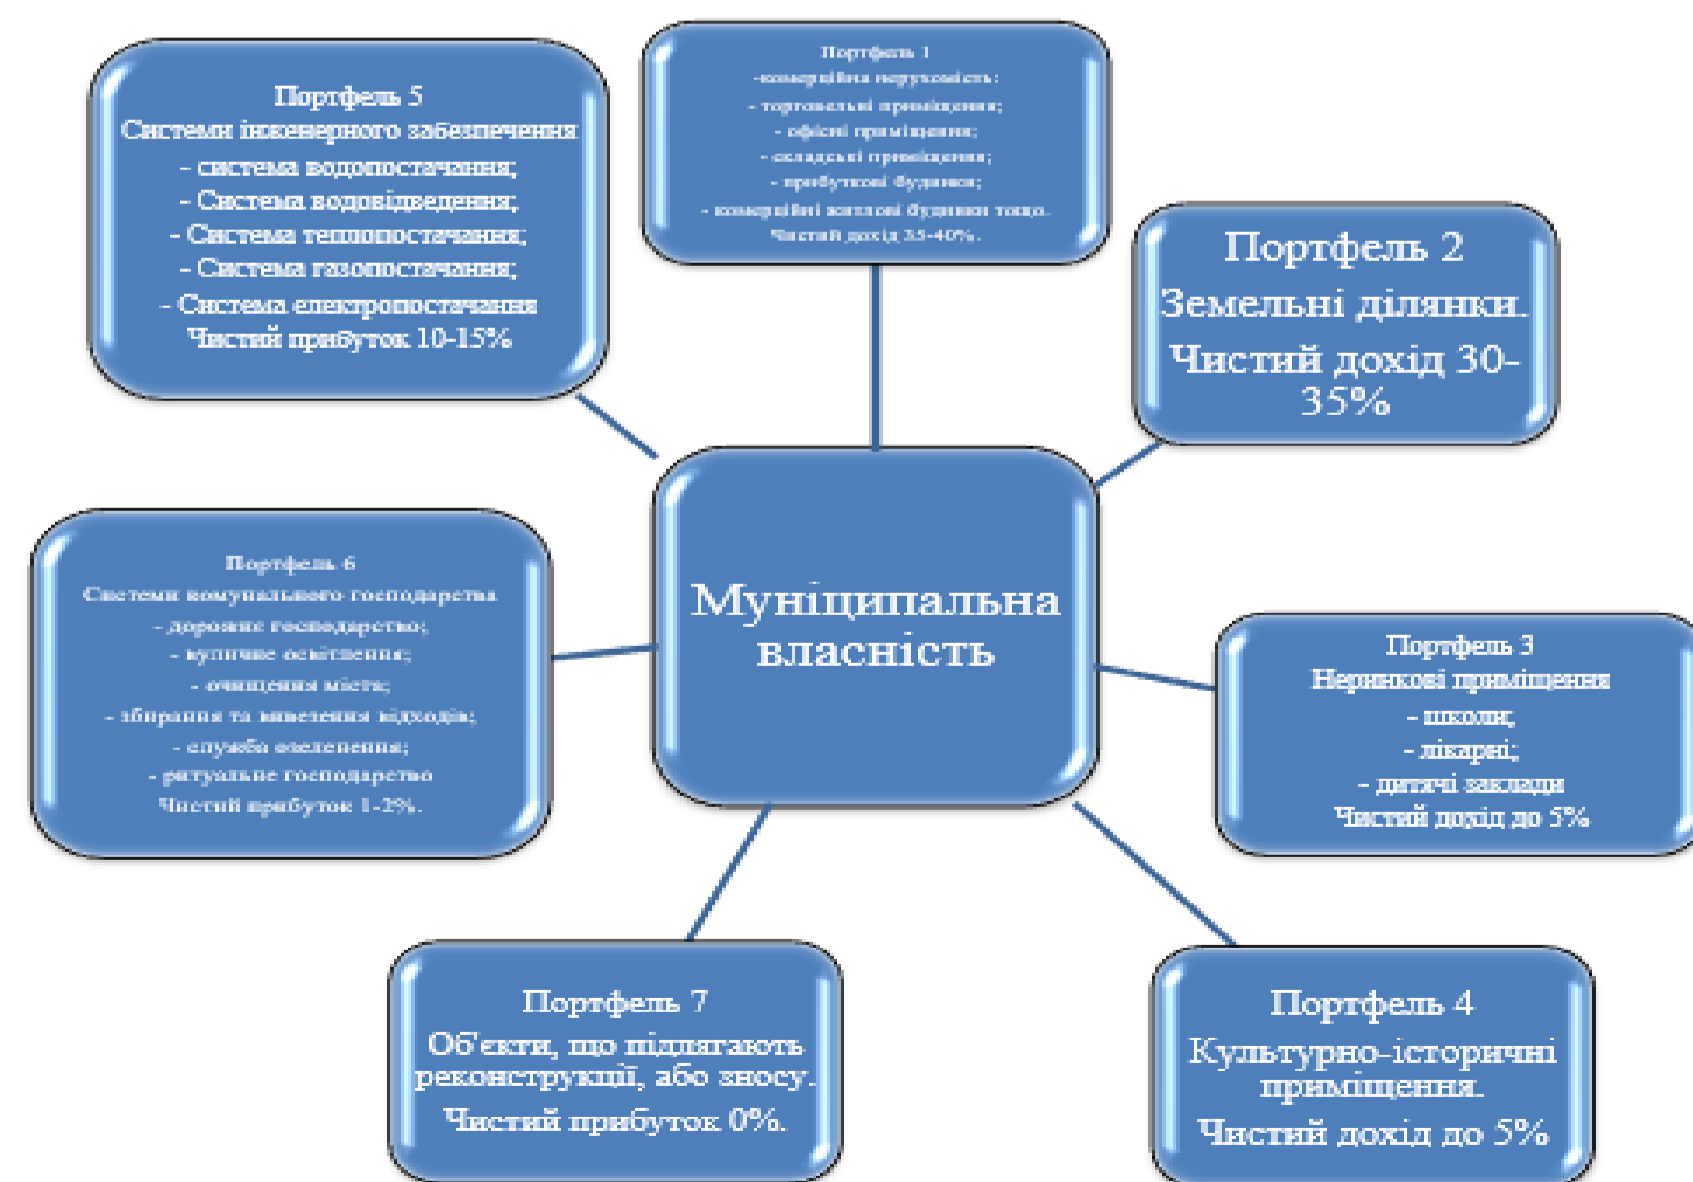 Портфель 1
-комерційна нерухомість;
- торговельні приміщення;
- офісні приміщення;
- складські приміщення;
- прибуткові будинки;
- комерційні житлові будинки тощо.
Чистий дохід 35-40%.
Портфель 2
Земельні ділянки.
Чистий дохід 30-
35%
Портфель 3
Неринкові приміщення
- школи;
- лікарні;
- дитячі заклади
Чистий дохід до 5%
Портфель 4
Культурно-історичні
приміщення.
Чистий дохід до 5%
Портфель 5
Системи інженерного забезпечення
- система водопостачання;
- Система водовідведення;
- Система теплопостачання;
- Система газопостачання;
- Система електропостачання
Чистий прибуток 10-15%
Портфель 6
Системи комунального господарства
- дорожнє господарство;
- вуличне освітлення;
- очищення міста;
- збирання та вивезення відходів;
- служба озеленення;
- ритуальне господарство
Чистий прибуток 1-2%.
Портфель 7
Об'єкти, що підлягають
реконструкції, або зносу.
Чистий прибуток 0%.
Муніципальна
власність